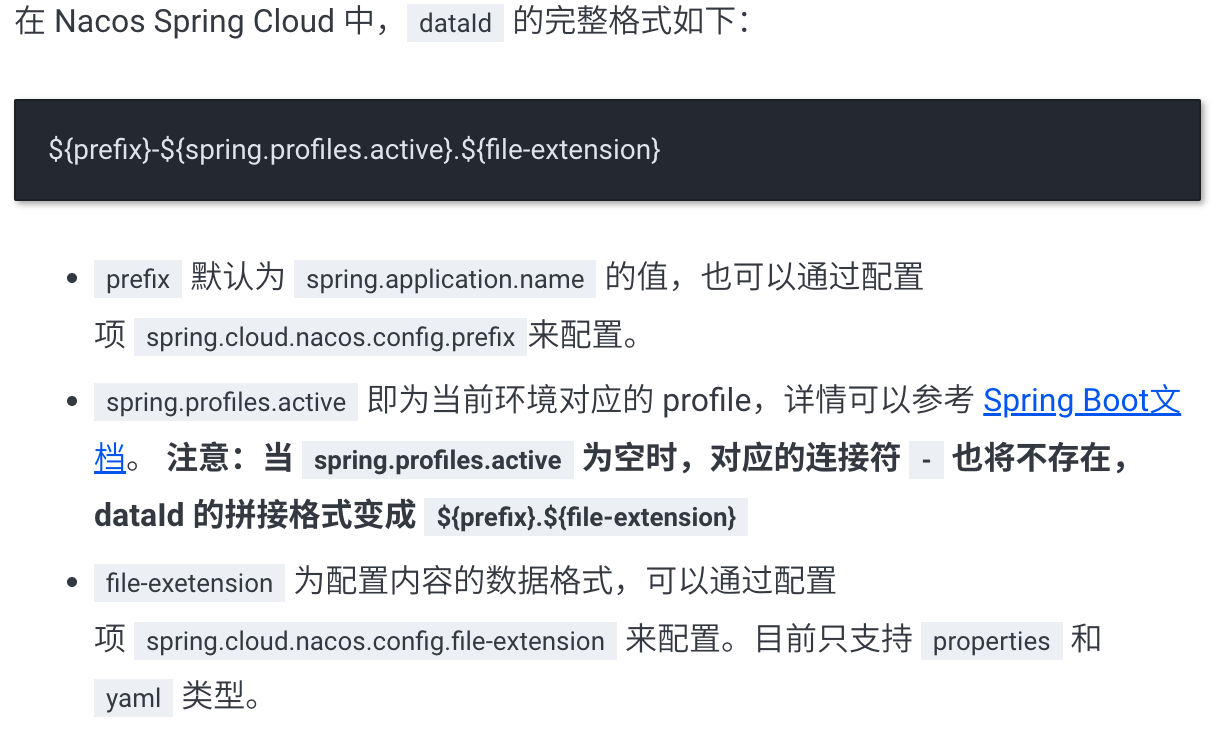 在 Nacos Spring Cloud 中，dataId 的完整格式如下：
${prefix}-${spring.profiles.active}.${file-extension}
• prefix 默认为 spring.application.name 的值，也可以通过配置
项 spring.cloud.nacos.config.prefix来配置。
• spring.profiles.active 即为当前环境对应的 profile，详情可以参考 Spring Boot文
档。 注意：当 spring.profiles.active 为空时，对应的连接符 - 也将不存在，
dataId 的拼接格式变成 ${prefix}.${file-extension}
• file-exetension 为配置内容的数据格式，可以通过配置
项 spring.cloud.nacos.config.file-extension 来配置。目前只支持 properties 和
yaml 类型。